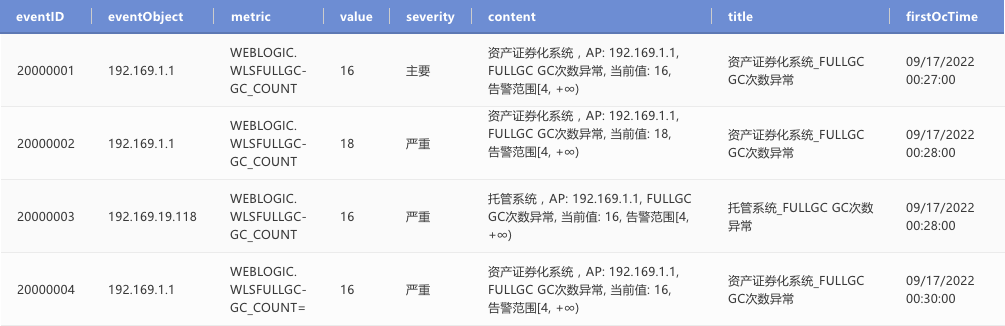 eventID eventObject metric value severity content title firstOcTime
20000001 192.169.1.1 WEBLOGIC. WLSFULLGC- GC_COUNT 16 主要 资产证券化系统，AP: 192.169.1.1, FULLGC GC次数异常, 当前值: 16, 告警范围[4, +∞) 资产证券化系统_FULLGC GC次数异常 09/17/2022 00:27:00
20000002 192.169.1.1 WEBLOGIC. WLSFULLGC- GC_COUNT 18 严重 资产证券化系统，AP: 192.169.1.1, FULLGC GC次数异常, 当前值: 18, 告警范围[4, +∞) 资产证券化系统_FULLGC GC次数异常 09/17/2022 00:28:00
20000003 192.169.19.118 WEBLOGIC. WLSFULLGC- GC_COUNT 16 严重 托管系统，AP: 192.169.1.1, FULLGC GC次数异常, 当前值: 16, 告警范围[4, +∞) 托管系统_FULLGC GC次数异常 09/17/2022 00:28:00
20000004 192.169.1.1 WEBLOGIC. WLSFULLGC- GC_COUNT= 16 严重 资产证券化系统，AP: 192.169.1.1, FULLGC GC次数异常, 当前值: 16, 告警范围[4, +∞) 资产证券化系统_FULLGC GC次数异常 09/17/2022 00:30:00